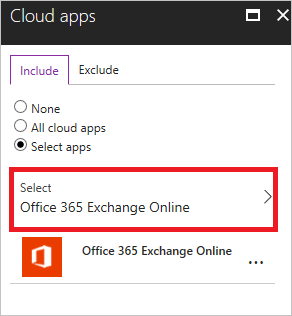 Cloud apps
Include Exclude
None
All cloud apps
Select apps
Select
Office 365 Exchange Online
Office 365 Exchange Online ...